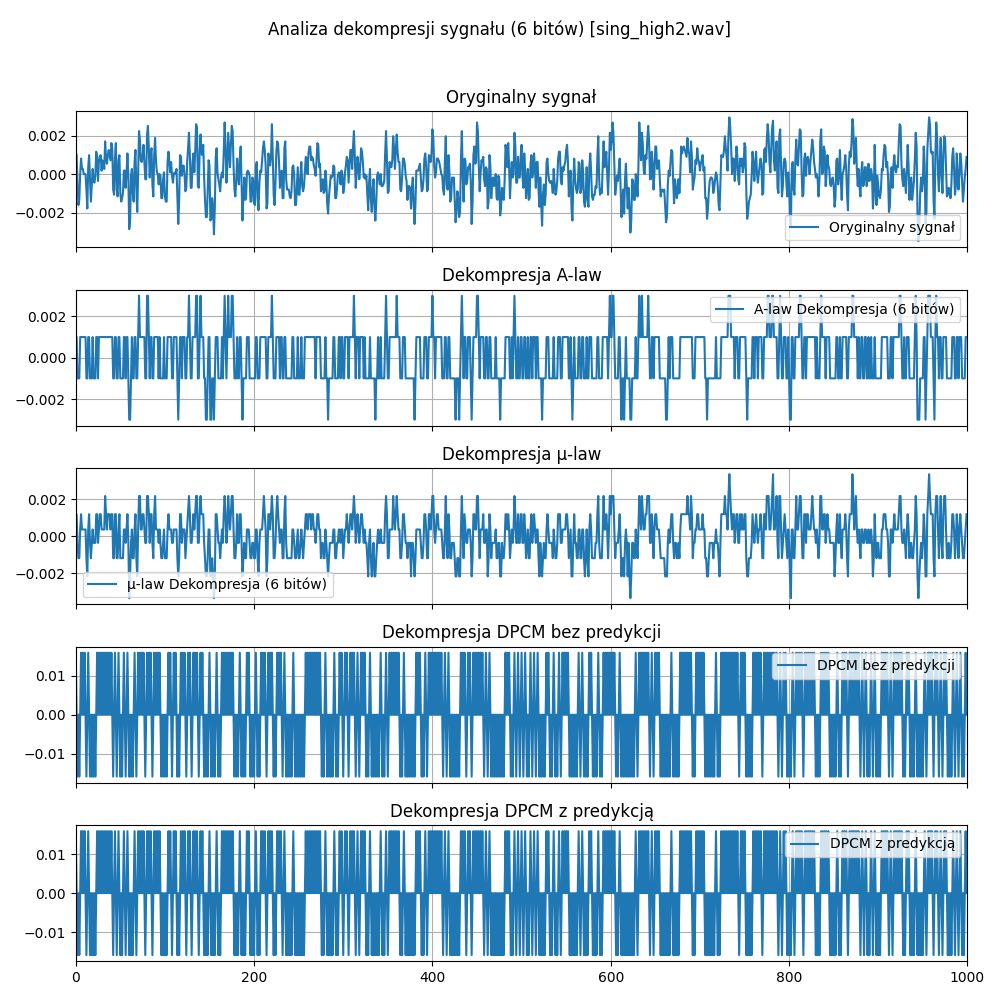 Analiza dekompresji sygnału (6 bitów) [sing_high2.wav]
Oryginalny sygnał
0.002
0.000
−0.002
Oryginalny sygnał
Dekompresja A-law
0.002
0.000
−0.002
A-law Dekompresja (6 bitów)
Dekompresja μ-law
0.002
0.000
−0.002
μ-law Dekompresja (6 bitów)
Dekompresja DPCM bez predykcji
0.01
0.00
−0.01
DPCM bez predykcji
Dekompresja DPCM z predykcją
0.01
0.00
−0.01
DPCM z predykcją
0 200 400 600 800 1000